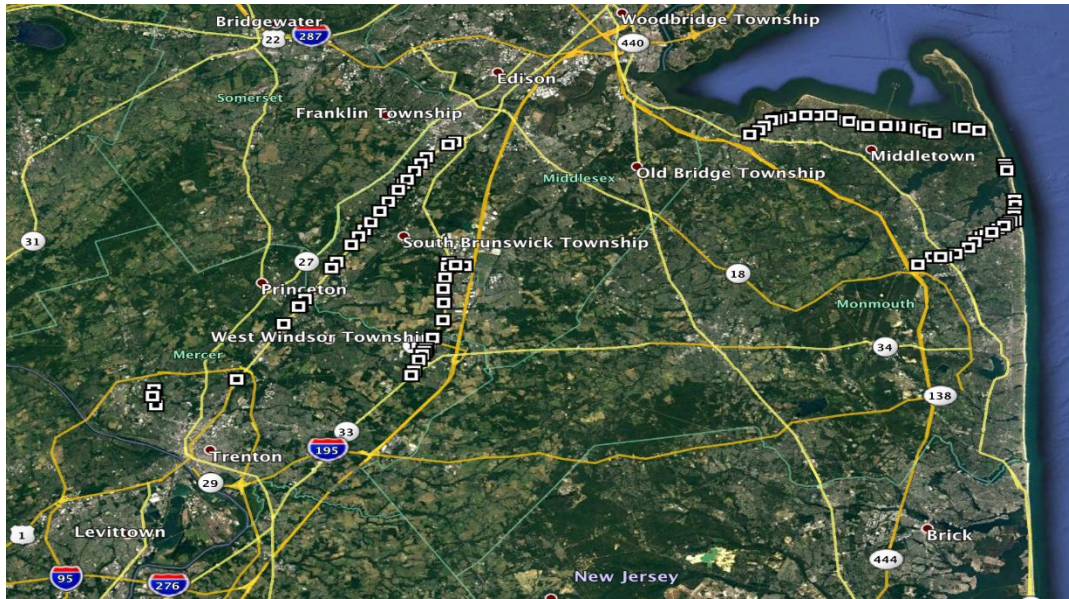 Bridgewater
22
287
Woodbridge Township
440
Edison
Somerset
Franklin Township
Middletown
Old Bridge Township
Middlesex
31
27
South Brunswick Township
18
Princeton
Monmouth
West Windsor Township
Mercer
34
138
33
195
Trenton
29
Levittown
1
Brick
444
95
276
New Jersey